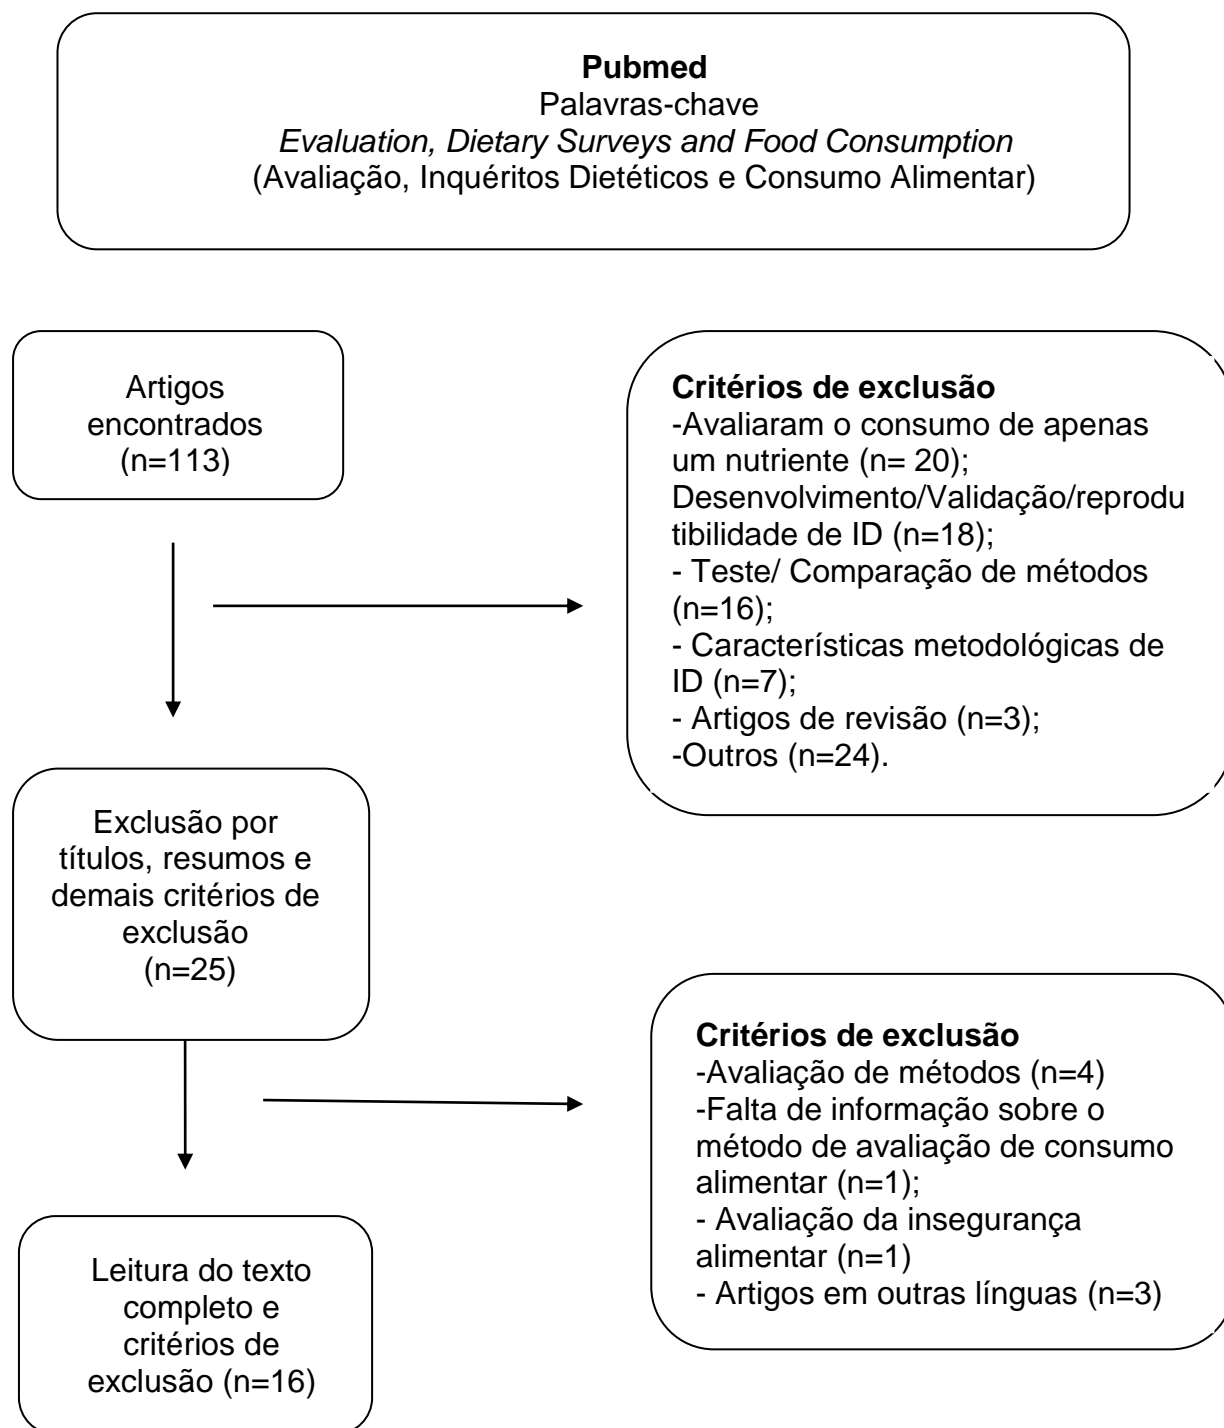 Pubmed
Palavras-chave
Evaluation, Dietary Surveys and Food Consumption
(Avaliação, Inquéritos Dietéticos e Consumo Alimentar)
Artigos
encontrados
(n=113)
Critérios de exclusão
-Avaliaram o consumo de apenas
um nutriente (n= 20);
Desenvolvimento/Validação/reprodu
tibilidade de ID (n=18);
- Teste/ Comparação de métodos
(n=16);
- Características metodológicas de
ID (n=7);
- Artigos de revisão (n=3);
-Outros (n=24).
Exclusão por
títulos, resumos e
demais critérios de
exclusão
(n=25)
Critérios de exclusão
-Avaliação de métodos (n=4)
-Falta de informação sobre o
método de avaliação de consumo
alimentar (n=1);
- Avaliação da insegurança
alimentar (n=1)
- Artigos em outras línguas (n=3)
Leitura do texto
completo e
critérios de
exclusão (n=16)